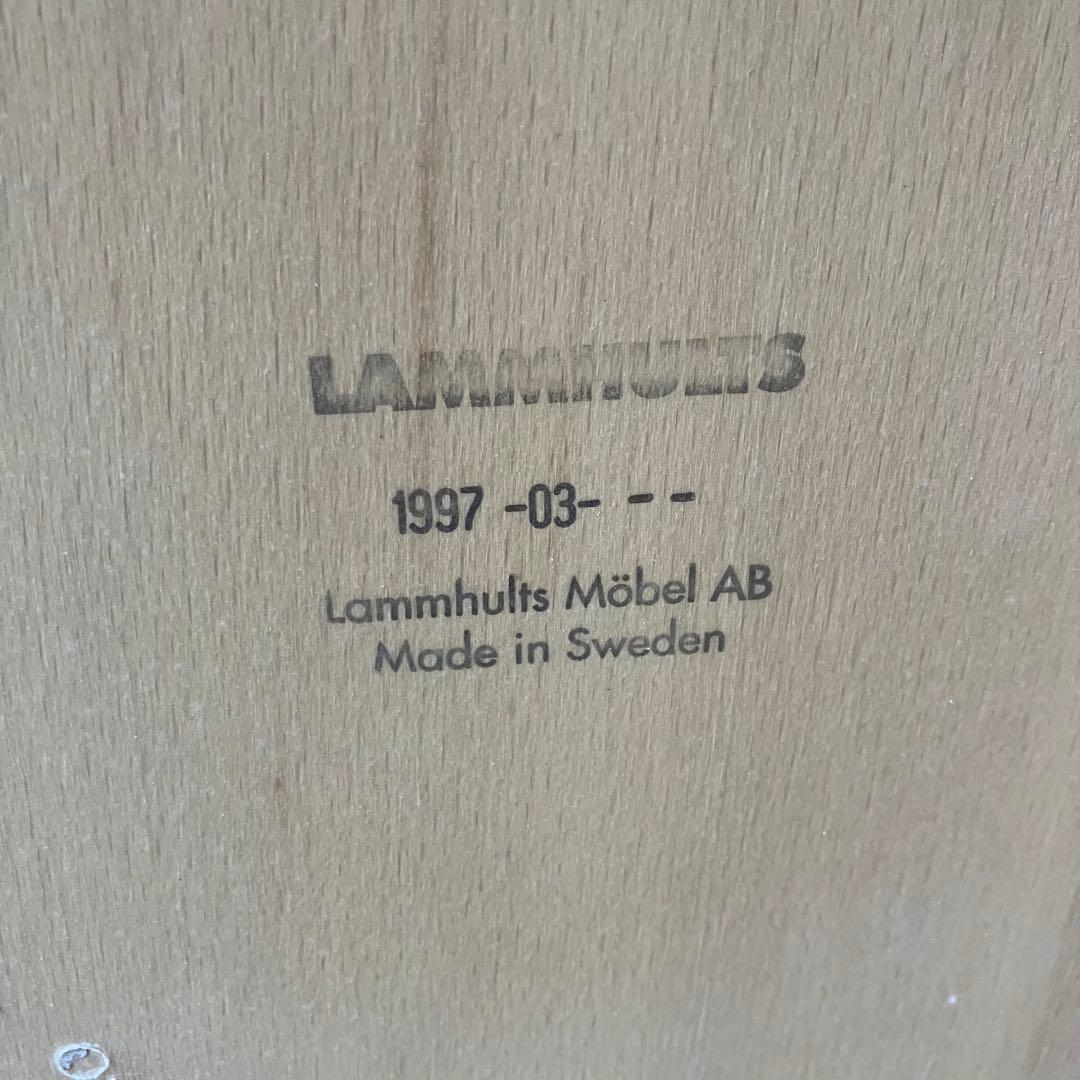 LAMMHULTS
1997 -03- - -
Lammhults Möbel AB
Made in Sweden